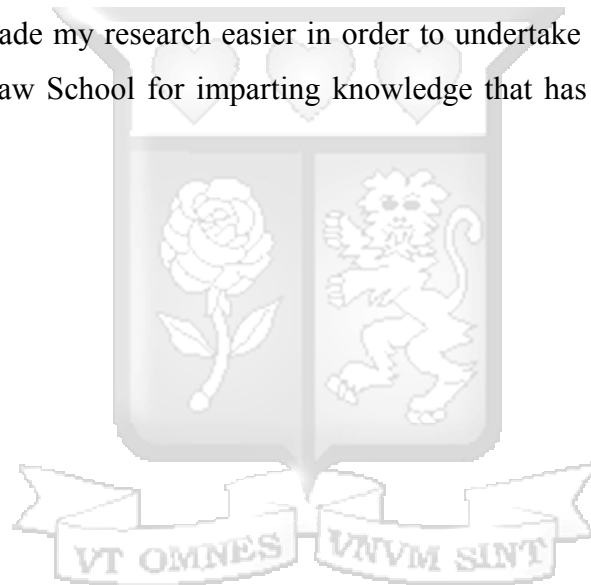 ade my research easier in order to undertake
aw School for imparting knowledge that has
VT OMNES VNVM SINT